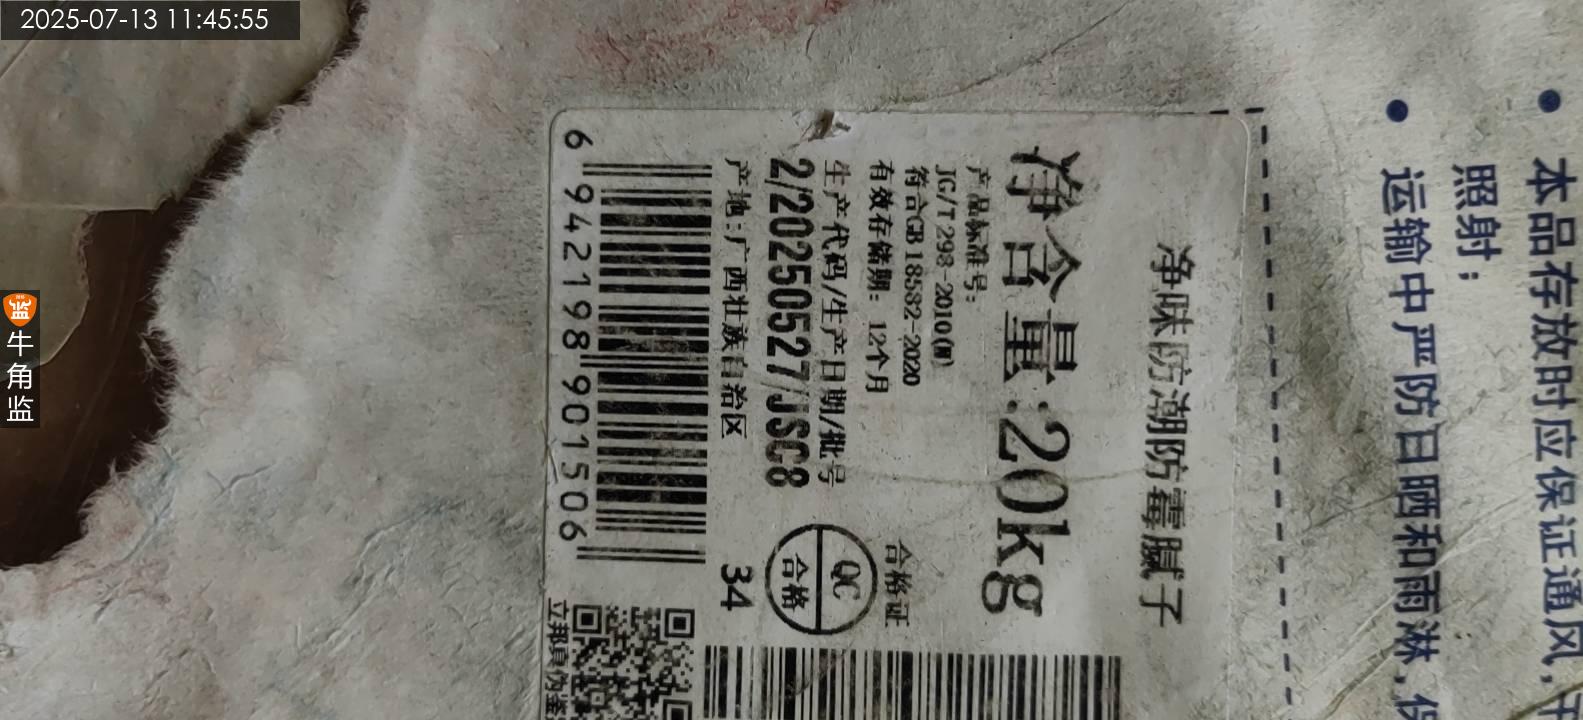 2025-07-13 11:45:55
牛角监
净味防潮防霉腻子
净含量:20kg
产品标准号:
JG/T 298-2010(N)
符合GB 18582-2020
有效存储期: 12个月
生产代码/生产日期/批号
2/20250527/JSC8
产地:广西壮族自治区
6 942198 901506
合格证
QC
合格
34
立邦真伪鉴
本品存放时应保证通风,
照射;
运输中严防日晒和雨淋,